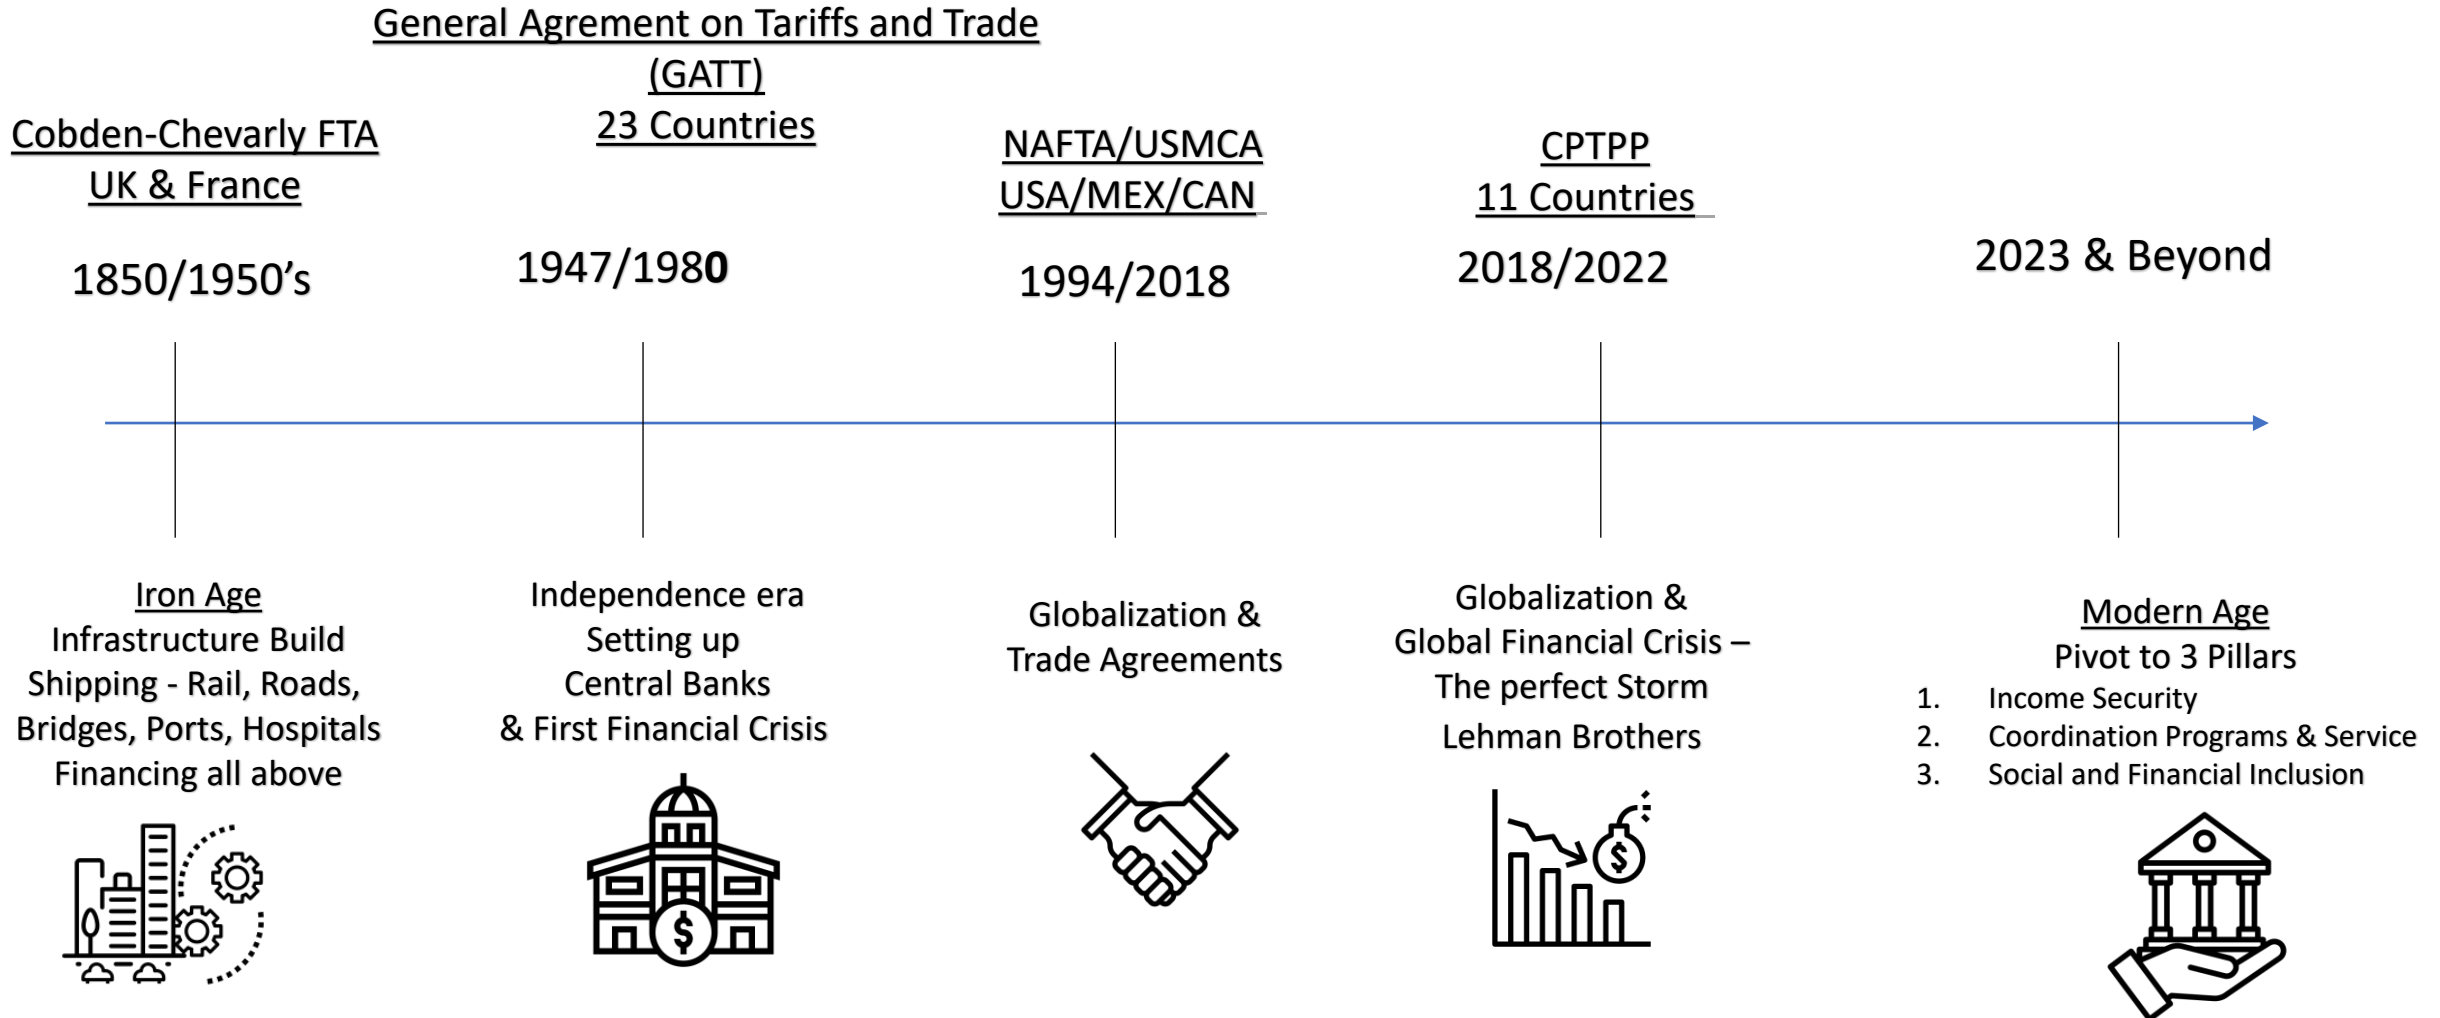 General Agrement on Tariffs and Trade
(GATT)
23 Countries
Cobden-Chevarly FTA
UK & France
NAFTA/USMCA
USA/MEX/CAN
CPTPP
11 Countries
1850/1950’s
1947/1980
1994/2018
2018/2022
2023 & Beyond
Iron Age
Infrastructure Build
Shipping - Rail, Roads,
Bridges, Ports, Hospitals
Financing all above
Independence era
Setting up
Central Banks
& First Financial Crisis
Globalization &
Trade Agreements
Globalization &
Global Financial Crisis –
The perfect Storm
Lehman Brothers
Modern Age
Pivot to 3 Pillars
1. Income Security
2. Coordination Programs & Service
3. Social and Financial Inclusion
$
$